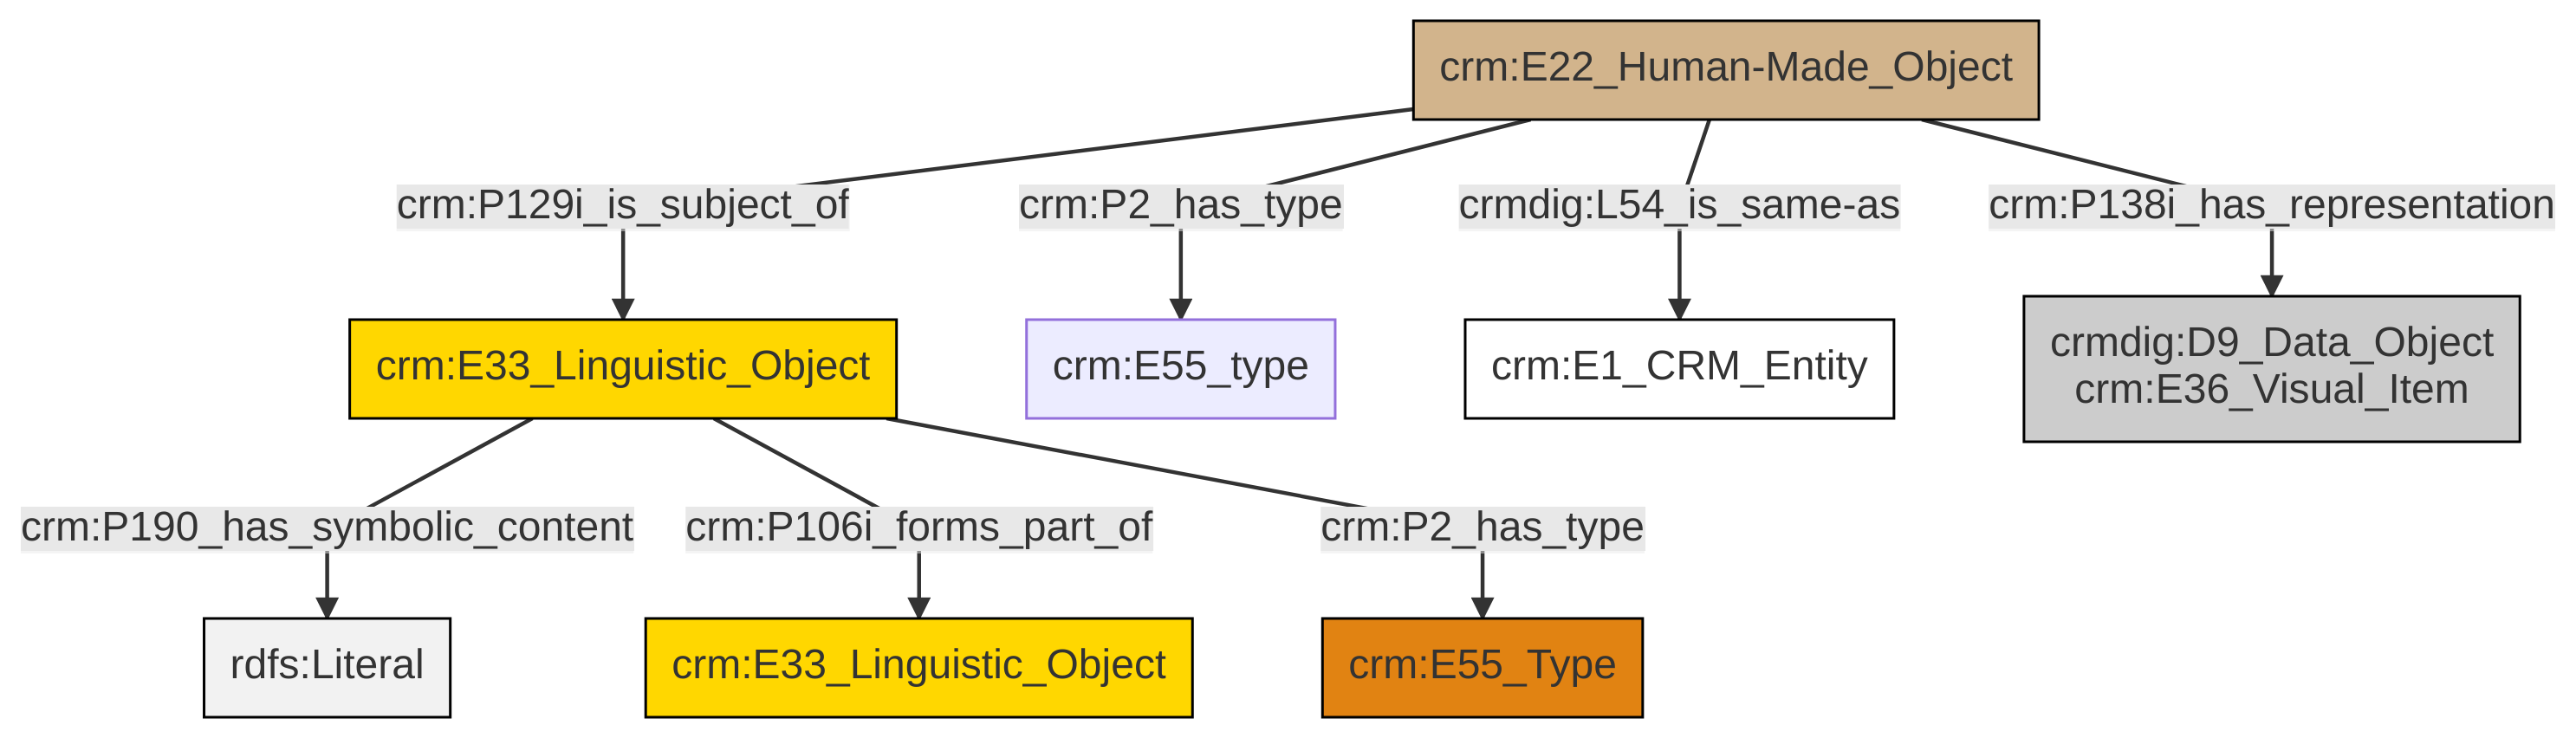 crm:E22_Human-Made_Object
crm:P129i_is_subject_of
crm:P2_has_type
crmdig:L54_is_same-as
crm:P138i_has_representation
crm:E33_Linguistic_Object
crm:E55_type
crm:E1_CRM_Entity
crmdig:D9_Data_Object
crm:E36_Visual_Item
crm:P190_has_symbolic_content
crm:P106i_forms_part_of
crm:P2_has_type
rdfs:Literal
crm:E33_Linguistic_Object
crm:E55_Type